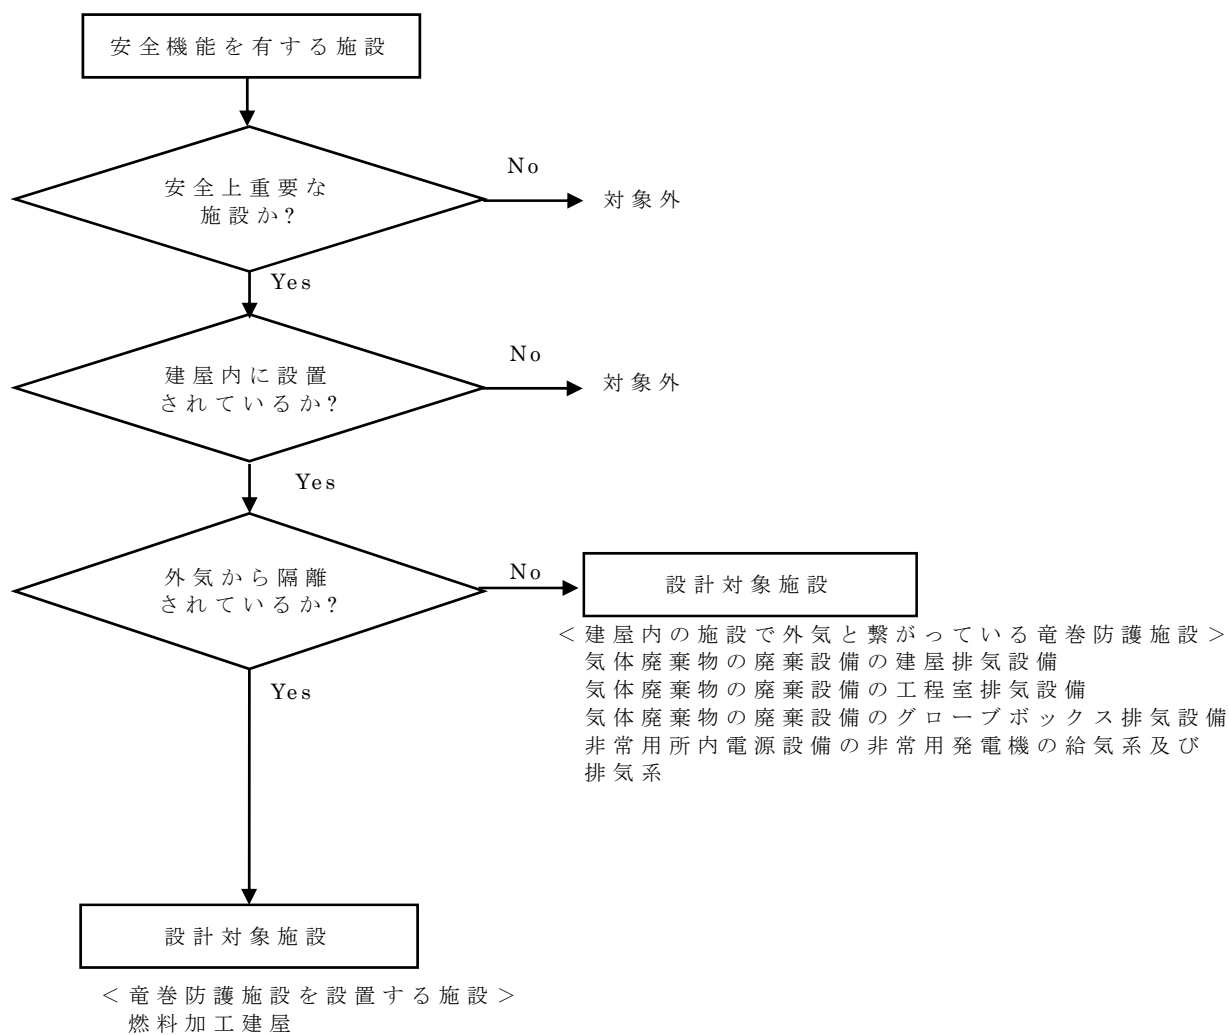 安全機能を有する施設
安全上重要な
施設か?
No
対象外
Yes
建屋内に設置
されているか?
No
対象外
Yes
外気から隔離
されているか?
No
設計対象施設
<建屋内の施設で外気と繋がっている竜巻防護施設>
気体廃棄物の廃棄設備の建屋排気設備
気体廃棄物の廃棄設備の工程室排気設備
気体廃棄物の廃棄設備のグローブボックス排気設備
非常用所内電源設備の非常用発電機の給気系及び
排気系
Yes
設計対象施設
<竜巻防護施設を設置する施設>
燃料加工建屋